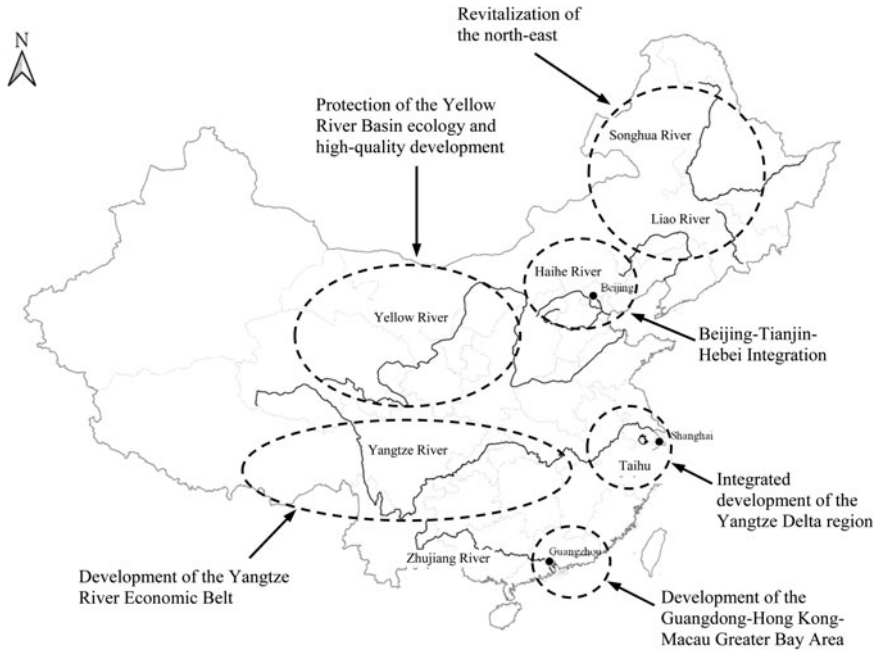 Revitalization of
the north-east
N
Protection of the Yellow
River Basin ecology and
high-quality development
Songhua River
Liao River
Haihe River
Beijing
Yellow River
Beijing-Tianjin-
Hebei Integration
Yangtze River
Shanghai
Taihu
Integrated
development of the
Yangtze Delta region
Zhujiang River
Guangzhou
Development of the Yangtze
River Economic Belt
Development of the
Guangdong-Hong Kong-
Macau Greater Bay Area